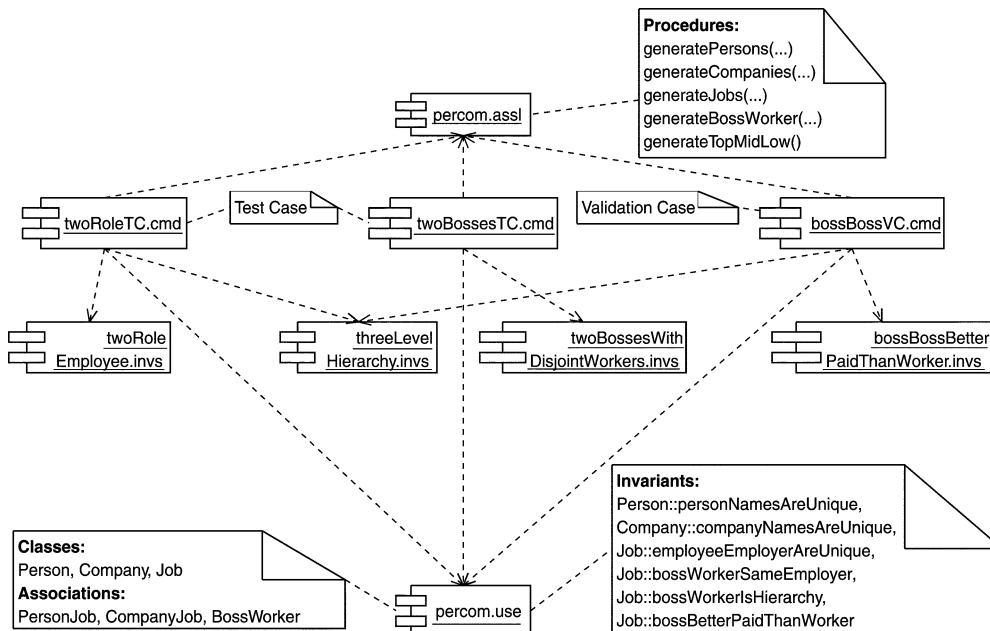 Procedures:
generatePersons(...)
generateCompanies(...)
generateJobs(...)
generateBossWorker(...)
generateTopMidLow()
percom.assl
twoRoleTC.cmd
Test Case
twoBossesTC.cmd
Validation Case
bossBossVC.cmd
twoRole
Employee.invs
threeLevel
Hierarchy.invs
twoBossesWith
DisjointWorkers.invs
bossBossBetter
PaidThanWorker.invs
Classes:
Person, Company, Job
Associations:
PersonJob, CompanyJob, BossWorker
percom.use
Invariants:
Person::personNamesAreUnique,
Company::companyNamesAreUnique,
Job::employeeEmployerAreUnique,
Job::bossWorkerSameEmployer,
Job::bossWorkerIsHierarchy,
Job::bossBetterPaidThanWorker